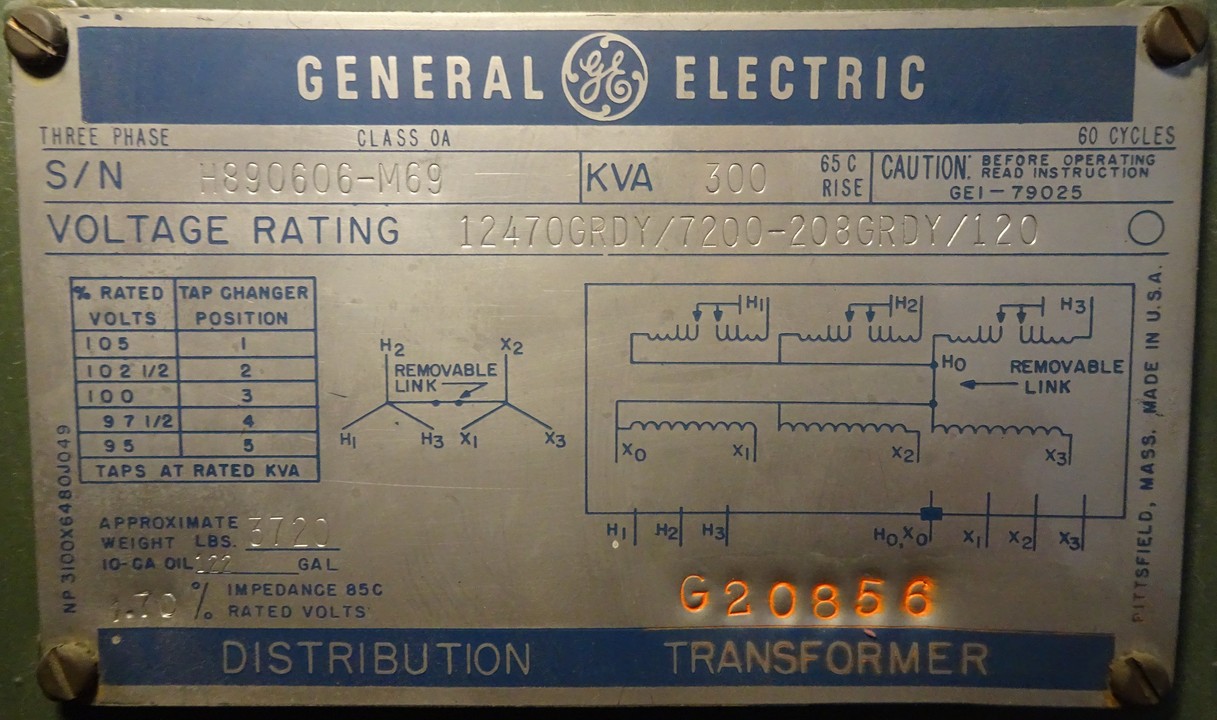 GENERAL GE ELECTRIC
THREE PHASE CLASS OA 60 CYCLES
S/N H890606-M69 KVA 300 65 C RISE CAUTION: BEFORE OPERATING READ INSTRUCTION GEI-79025
VOLTAGE RATING 12470GRDY/7200-208GRDY/120
% RATED VOLTS TAP CHANGER POSITION
105 1
102 1/2 2
100 3
97 1/2 4
95 5
TAPS AT RATED KVA
H2 X2
REMOVABLE
LINK
H1 H3 X1 X3
H1 H2 H3
H0 REMOVABLE
LINK
X0 X1 X2 X3
H1 H2 H3 H0,X0 X1 X2 X3
APPROXIMATE
WEIGHT LBS. 3720
10-CA OIL 122 GAL
% IMPEDANCE 85C
RATED VOLTS
G20856
NP 3100X6480J049
PITTSFIELD, MASS. MADE IN U.S.A.
DISTRIBUTION TRANSFORMER